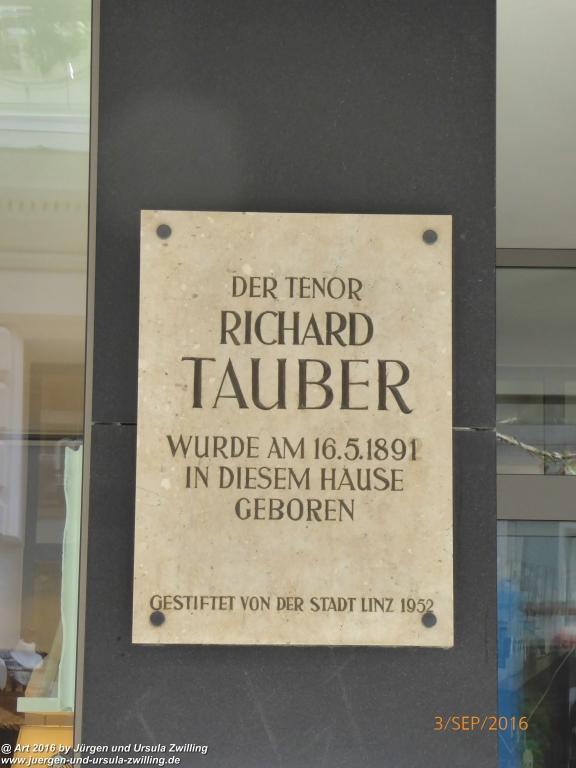 DER TENOR
RICHARD
TAUBER
WURDE AM 16.5.1891
IN DIESEM HAUSE
GEBOREN
GESTIFTET VON DER STADT LINZ 1952
3/SEP/2016
@ Art 2016 by Jürgen und Ursula Zwilling
www.juergen-und-ursula-zwilling.de